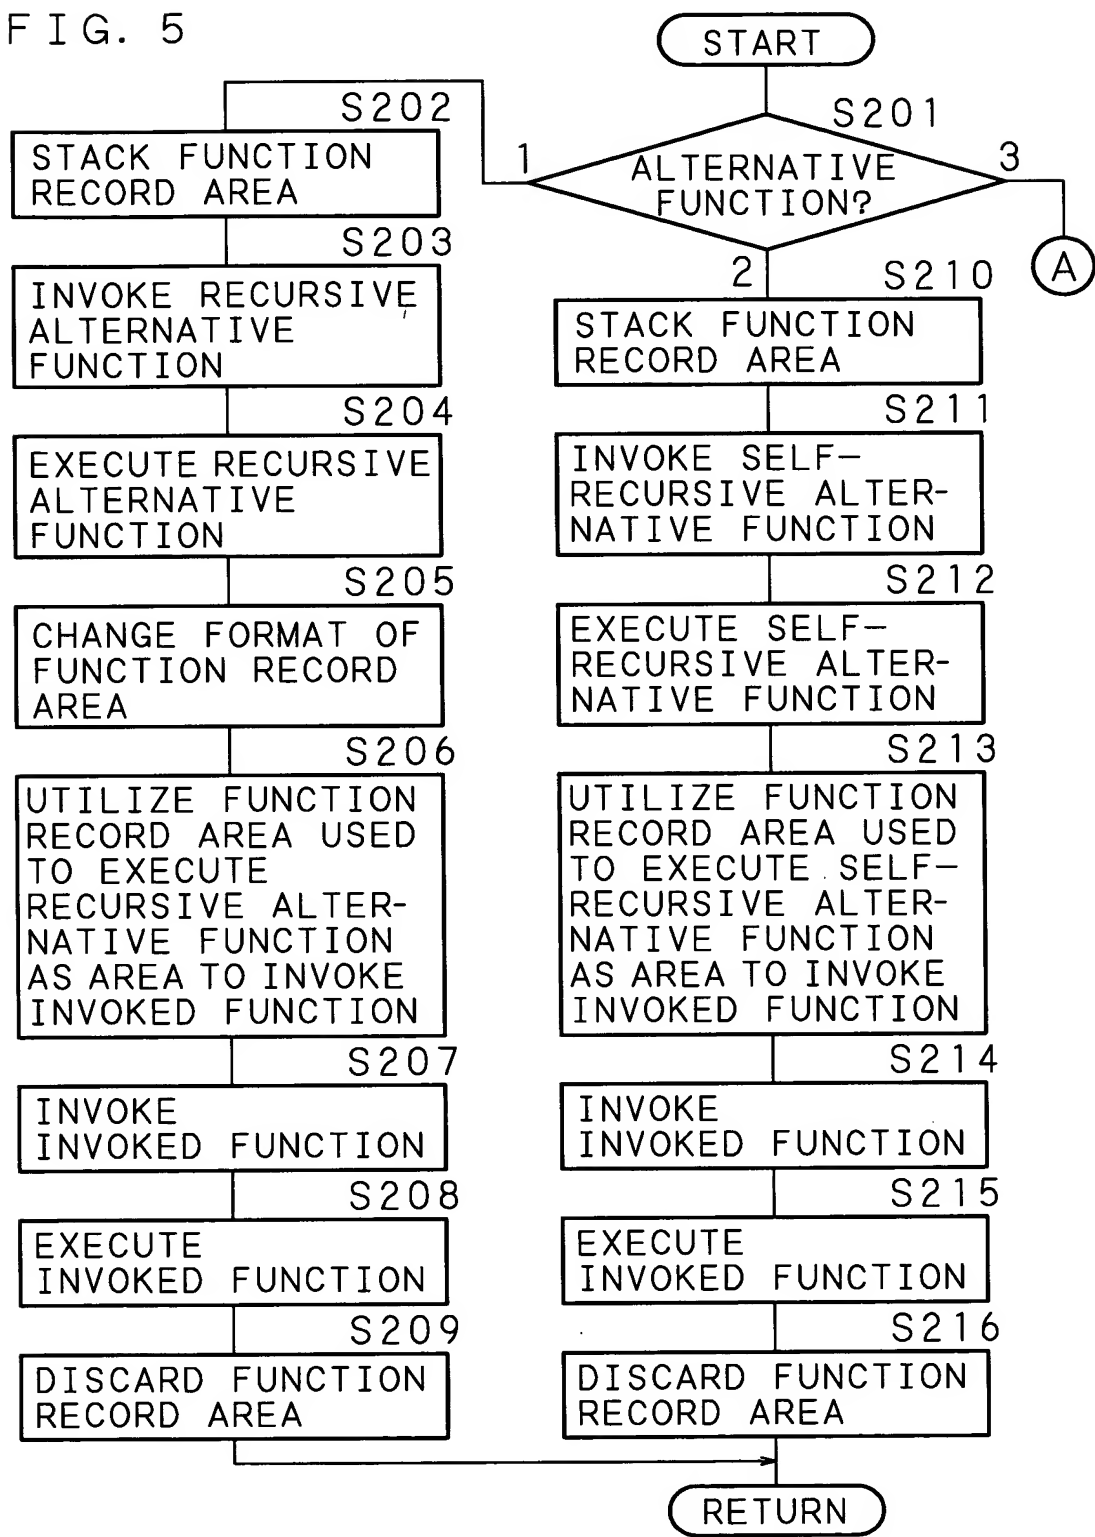 FIG. 5
START
S201
ALTERNATIVE
FUNCTION?
1
2
3
A
S202
STACK FUNCTION
RECORD AREA
S203
INVOKE RECURSIVE
ALTERNATIVE
FUNCTION
S204
EXECUTE RECURSIVE
ALTERNATIVE
FUNCTION
S205
CHANGE FORMAT OF
FUNCTION RECORD
AREA
S206
UTILIZE FUNCTION
RECORD AREA USED
TO EXECUTE
RECURSIVE ALTER-
NATIVE FUNCTION
AS AREA TO INVOKE
INVOKED FUNCTION
S207
INVOKE
INVOKED FUNCTION
S208
EXECUTE
INVOKED FUNCTION
S209
DISCARD FUNCTION
RECORD AREA
S210
STACK FUNCTION
RECORD AREA
S211
INVOKE SELF-
RECURSIVE ALTER-
NATIVE FUNCTION
S212
EXECUTE SELF-
RECURSIVE ALTER-
NATIVE FUNCTION
S213
UTILIZE FUNCTION
RECORD AREA USED
TO EXECUTE SELF-
RECURSIVE ALTER-
NATIVE FUNCTION
AS AREA TO INVOKE
INVOKED FUNCTION
S214
INVOKE
INVOKED FUNCTION
S215
EXECUTE
INVOKED FUNCTION
S216
DISCARD FUNCTION
RECORD AREA
RETURN